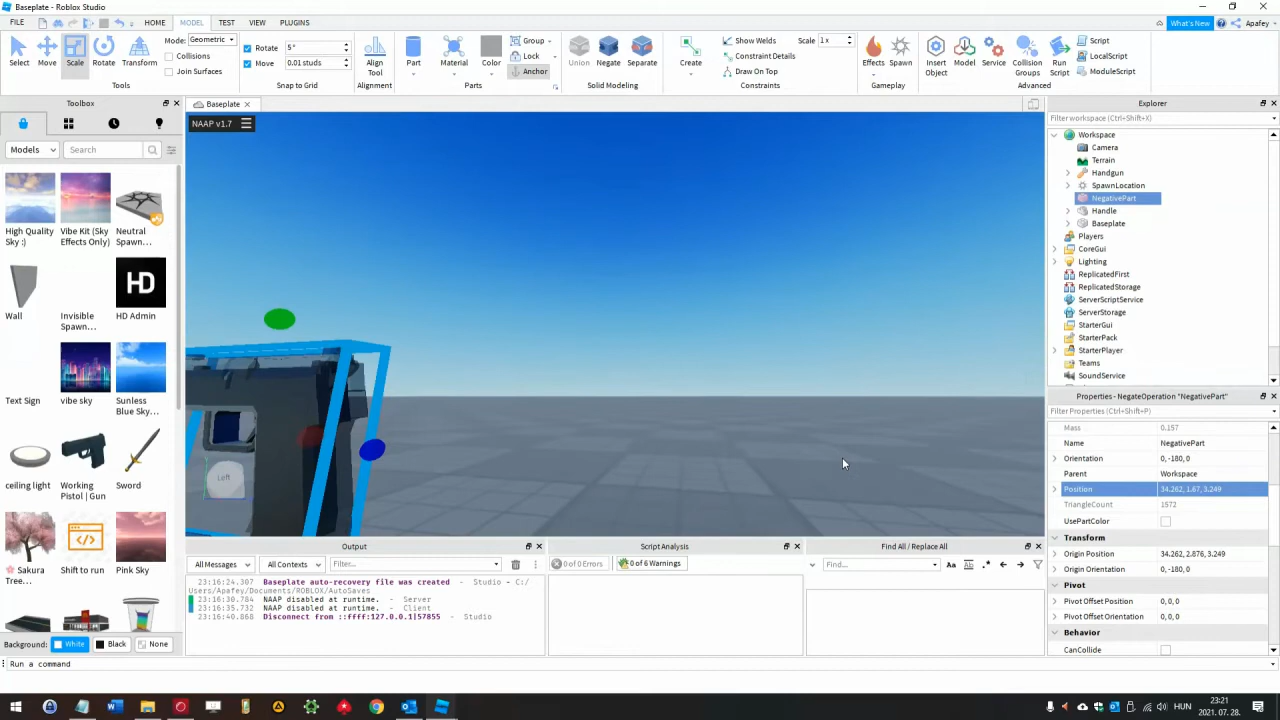 Baseplate - Roblox Studio
FILE HOME MODEL TEST VIEW PLUGINS What's New Apafey
Select Move Scale Rotate Transform
Mode: Geometric
Collisions
Join Surfaces
Tools
Rotate 5°
Move 0.01 studs
Snap to Grid
Align Tool
Alignment
Part Material Color
Group
Lock
Anchor
Parts
Union Negate Separate
Solid Modeling
Create
Show Welds Scale 1 x
Constraint Details
Draw On Top
Constraints
Effects Spawn
Gameplay
Insert Object Model Service Collision Groups Run Script
Script
LocalScript
ModuleScript
Advanced
Toolbox
Models Search
High Quality Sky :)
Vibe Kit (Sky Effects Only)
Neutral Spawn...
Wall
Invisible Spawn...
HD
HD Admin
Text Sign
vibe sky
Sunless Blue Sky...
ceiling light
Working Pistol | Gun
Sword
Sakura Tree...
Shift to run
Pink Sky
Background: White Black None
Run a command
Baseplate
NAAP v1.7
Left
Output
All Messages All Contexts Filter...
23:16:24.307 Baseplate auto-recovery file was created - Studio - C:/
Users/Apafey/Documents/ROBLOX/AutoSaves
23:16:30.784 NAAP disabled at runtime. - Server
23:16:35.732 NAAP disabled at runtime. - Client
23:16:40.868 Disconnect from ::ffff:127.0.0.1|57855 - Studio
Script Analysis
0 of 0 Errors 0 of 6 Warnings
Find All / Replace All
Find... Aa .*
Explorer
Filter workspace (Ctrl+Shift+X)
Workspace
Camera
Terrain
Handgun
SpawnLocation
NegativePart
Handle
Baseplate
Players
CoreGui
Lighting
ReplicatedFirst
ReplicatedStorage
ServerScriptService
ServerStorage
StarterGui
StarterPack
StarterPlayer
Teams
SoundService
Properties - NegateOperation "NegativePart"
Filter Properties (Ctrl+Shift+P)
Mass 0.157
Name NegativePart
Orientation 0, -180, 0
Parent Workspace
Position 34.262, 1.67, 3.249
TriangleCount 1572
UsePartColor
Transform
Origin Position 34.262, 2.876, 3.249
Origin Orientation 0, -180, 0
Pivot
Pivot Offset Position 0, 0, 0
Pivot Offset Orientation 0, 0, 0
Behavior
CanCollide
HUN
23:21
2021. 07. 28.